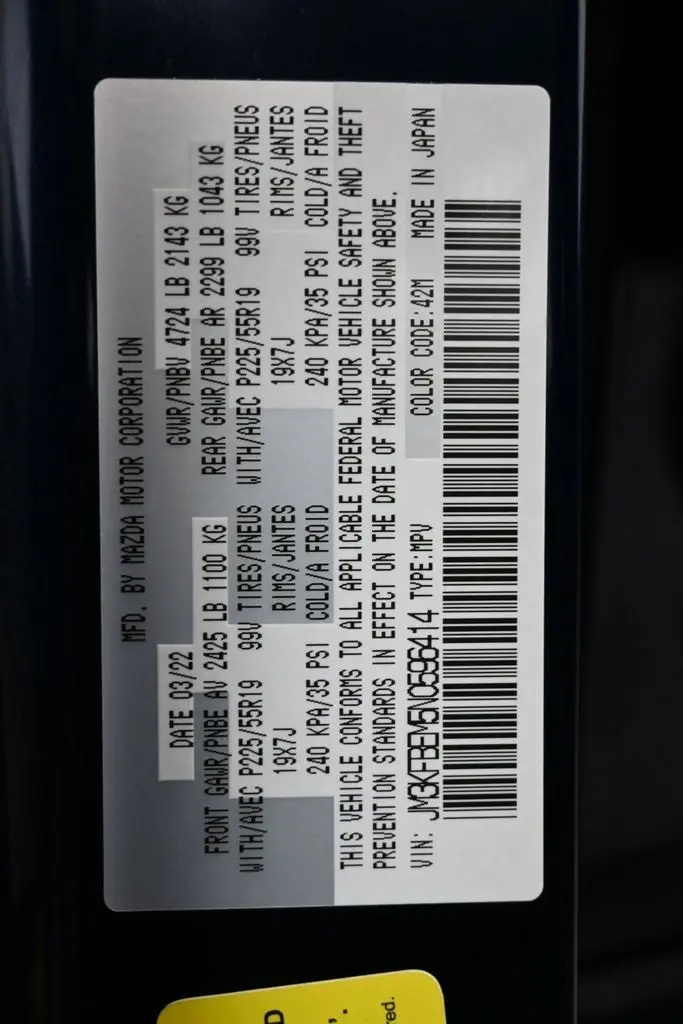 MFD. BY MAZDA MOTOR CORPORATION
DATE 03/22 GVWR/PNBV 4724 LB 2143 KG
FRONT GAWR/PNBE AV 2425 LB 1100 KG REAR GAWR/PNBE AR 2299 LB 1043 KG
WITH/AVEC P225/55R19 99V TIRES/PNEUS WITH/AVEC P225/55R19 99V TIRES/PNEUS
19X7J RIMS/JANTES 19X7J RIMS/JANTES
240 KPA/35 PSI COLD/A FROID 240 KPA/35 PSI COLD/A FROID
THIS VEHICLE CONFORMS TO ALL APPLICABLE FEDERAL MOTOR VEHICLE SAFETY AND THEFT
PREVENTION STANDARDS IN EFFECT ON THE DATE OF MANUFACTURE SHOWN ABOVE.
VIN: JM3KFBEM5N0596414 TYPE:MPV COLOR CODE:42M MADE IN JAPAN